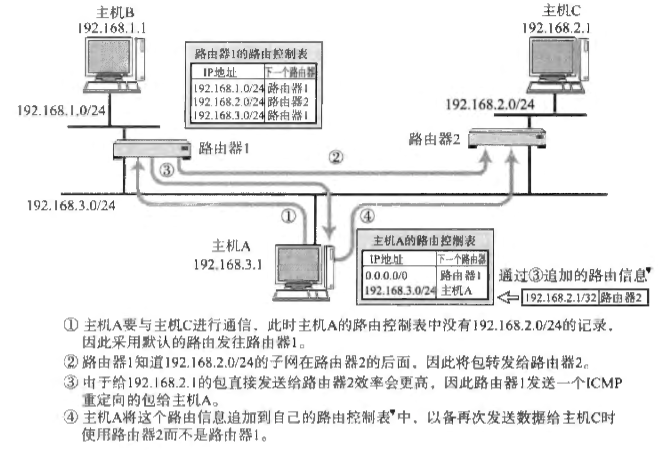 主机B
192.168.1.1
主机C
192.168.2.1
路由器1的路由控制表
IP地址 下一个路由器
192.168.1.0/24 路由器1
192.168.2.0/24 路由器2
192.168.3.0/24 路由器1
192.168.1.0/24
192.168.2.0/24
路由器1
路由器2
②
③
192.168.3.0/24
①
④
主机A
192.168.3.1
主机A的路由控制表
IP地址 下一个路由器
0.0.0.0/0 路由器1
192.168.3.0/24 主机A
通过③追加的路由信息▼
192.168.2.1/32 路由器2
① 主机A要与主机C进行通信，此时主机A的路由控制表中没有192.168.2.0/24的记录，
因此采用默认的路由发往路由器1。
② 路由器1知道192.168.2.0/24的子网在路由器2的后面，因此将包转发给路由器2。
③ 由于给192.168.2.1的包直接发送给路由器2效率会更高，因此路由器1发送一个ICMP
重定向的包给主机A。
④ 主机A将这个路由信息追加到自己的路由控制表▼中，以备再次发送数据给主机C时
使用路由器2而不是路由器1。